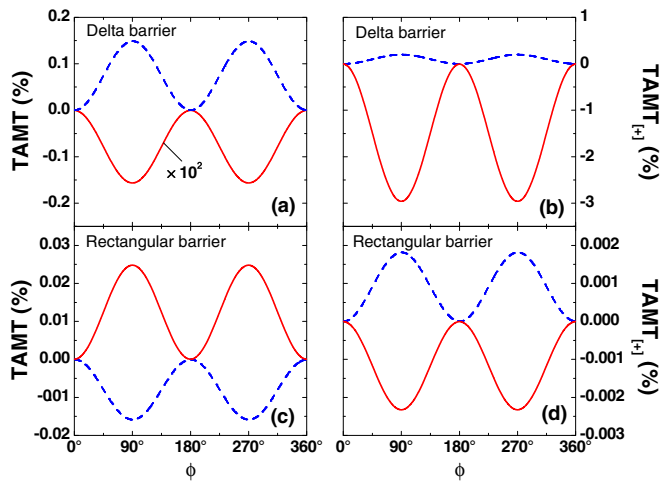 0.2
Delta barrier
0.1
0.0
-0.1
-0.2
TAMT (%)
× 10²
(a)
1
Delta barrier
0
-1
-2
-3
TAMT[+] (%)
(b)
0.03
Rectangular barrier
0.02
0.01
0.00
-001
-0.02
TAMT (%)
(c)
0.002
Rectangular barrier
0.001
0.000
-0.001
-0.002
-0.003
TAMT[+] (%)
(d)
0 90° 180° 270° 360°
0° 90° 180° 270° 360°
ϕ
ϕ